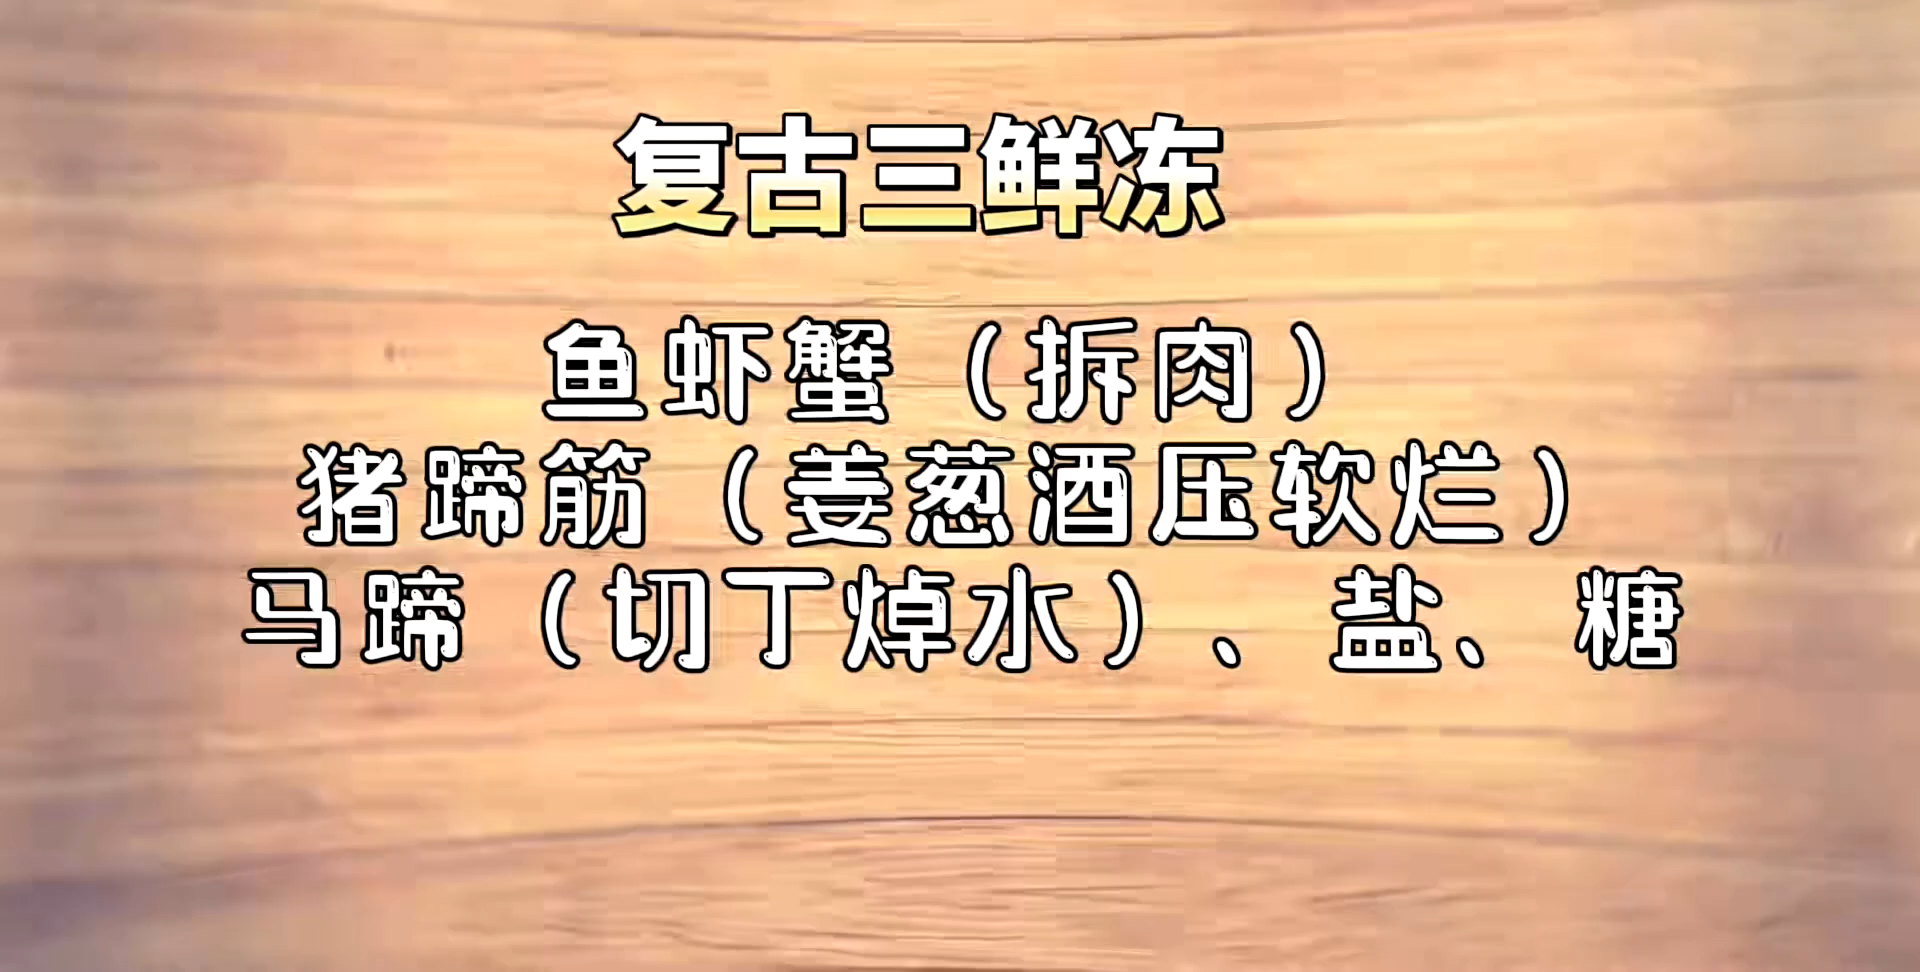 复古三鲜冻
鱼虾蟹（拆肉）
猪蹄筋（姜葱酒压软烂）
马蹄（切丁焯水）、盐、糖